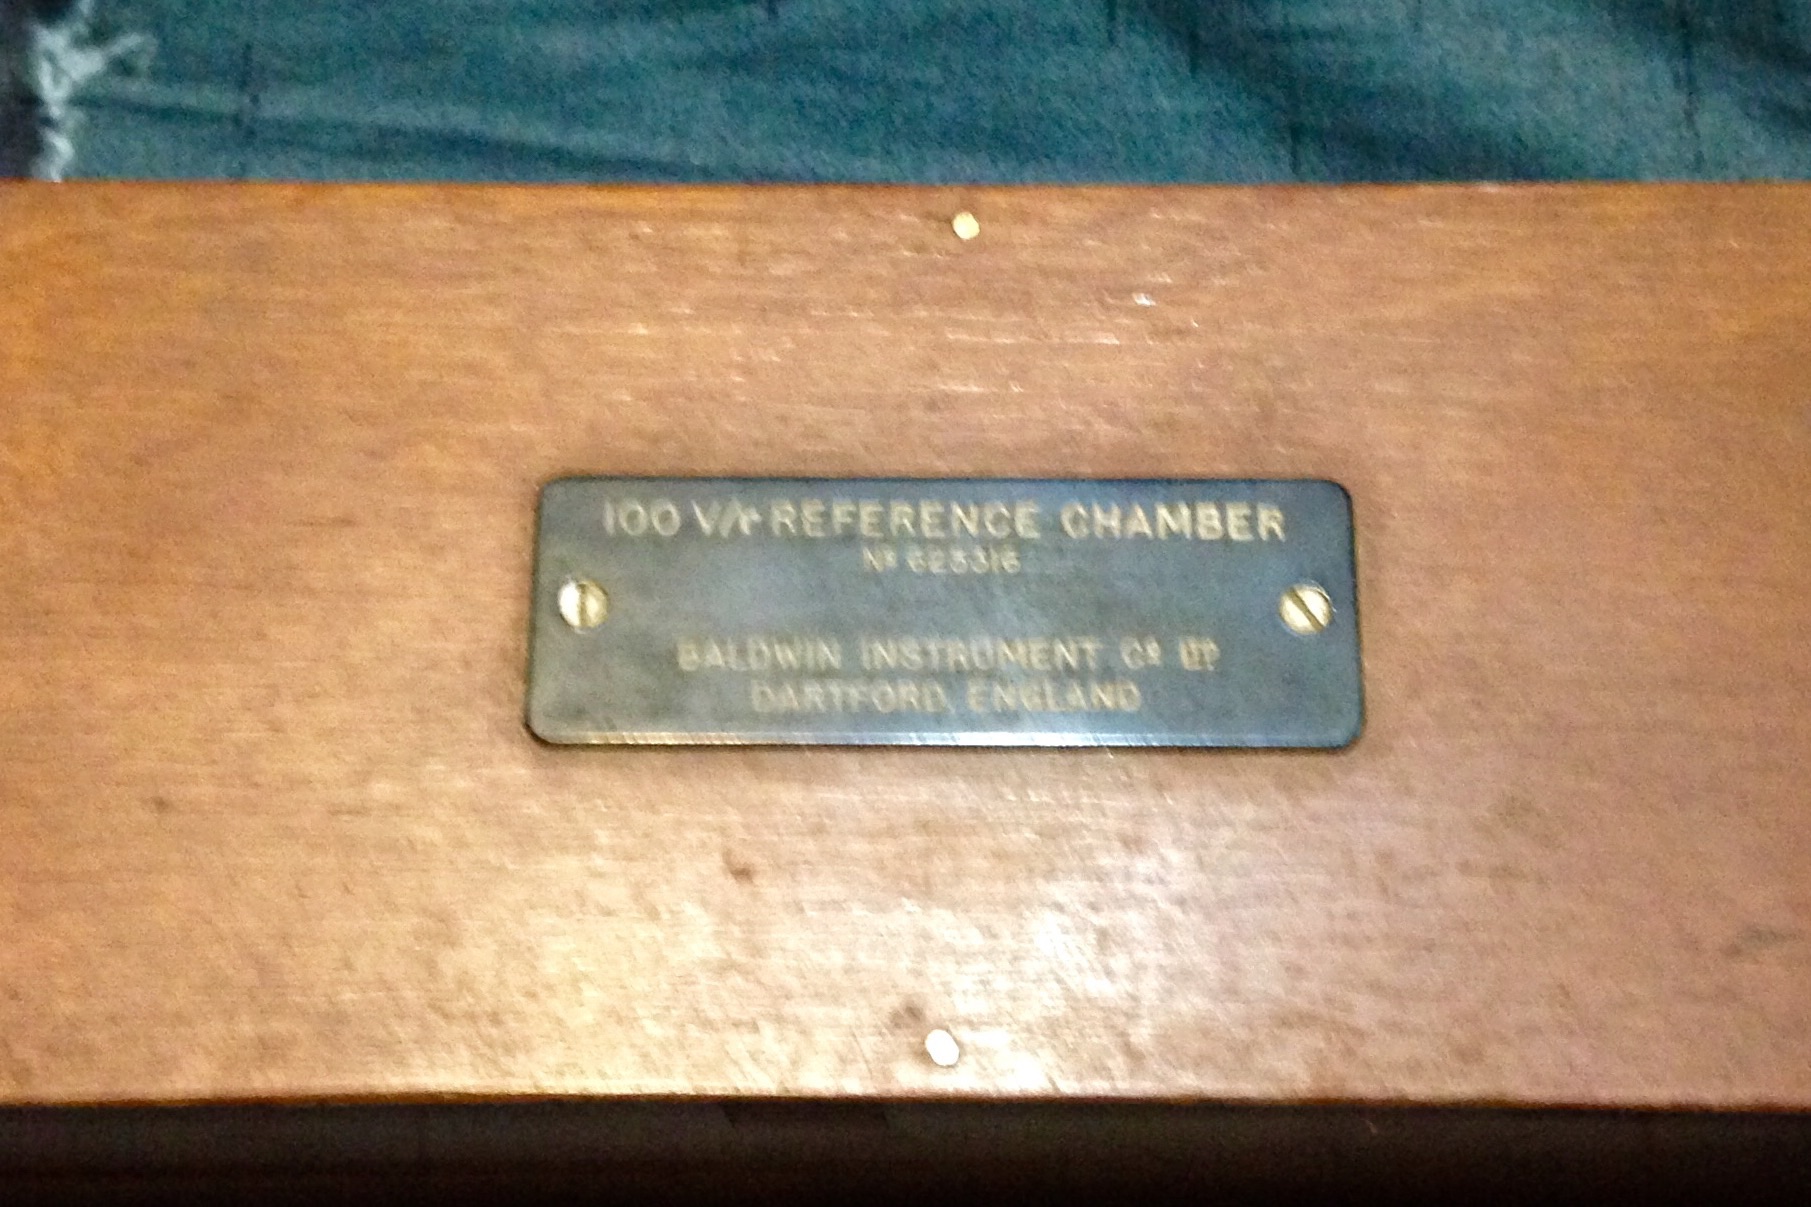 100 V/r REFERENCE CHAMBER
Nº 623316
BALDWIN INSTRUMENT Cº LTD
DARTFORD, ENGLAND